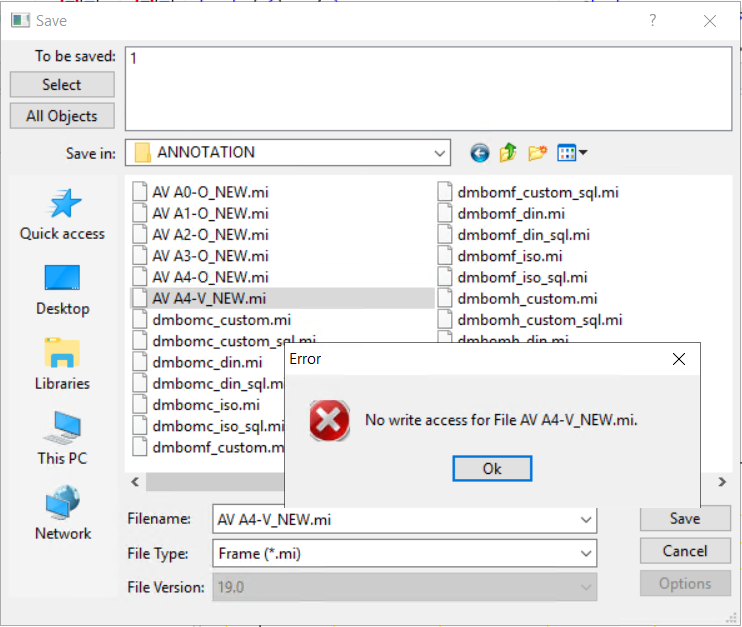 Save
To be saved:
1
Select
All Objects
Save in:
ANNOTATION
Quick access
Desktop
Libraries
This PC
Network
AV A0-O_NEW.mi
AV A1-O_NEW.mi
AV A2-O_NEW.mi
AV A3-O_NEW.mi
AV A4-O_NEW.mi
AV A4-V_NEW.mi
dmbomc_custom.mi
dmbomc_custom_sql.mi
dmbomc_din.mi
dmbomc_din_sql.m
dmbomc_iso.mi
dmbomc_iso_sql.mi
dmbomf_custom.m
dmbomf_custom_sql.mi
dmbomf_din.mi
dmbomf_din_sql.mi
dmbomf_iso.mi
dmbomf_iso_sql.mi
dmbomh_custom.mi
dmbomh_custom_sql.mi
dmbomh_din.mi
Error
No write access for File AV A4-V_NEW.mi.
Ok
Filename:
AV A4-V_NEW.mi
Save
File Type:
Frame (*.mi)
Cancel
File Version:
19.0
Options